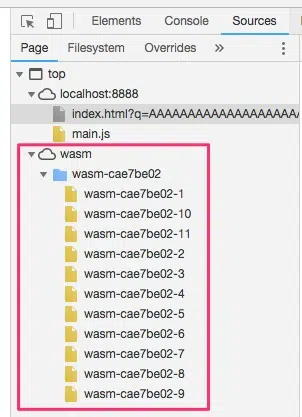 Elements Console Sources
Page Filesystem Overrides »
top
localhost:8888
index.html?q=AAAAAAAAAAAAAAAAAAA
main.js
wasm
wasm-cae7be02
wasm-cae7be02-1
wasm-cae7be02-10
wasm-cae7be02-11
wasm-cae7be02-2
wasm-cae7be02-3
wasm-cae7be02-4
wasm-cae7be02-5
wasm-cae7be02-6
wasm-cae7be02-7
wasm-cae7be02-8
wasm-cae7be02-9